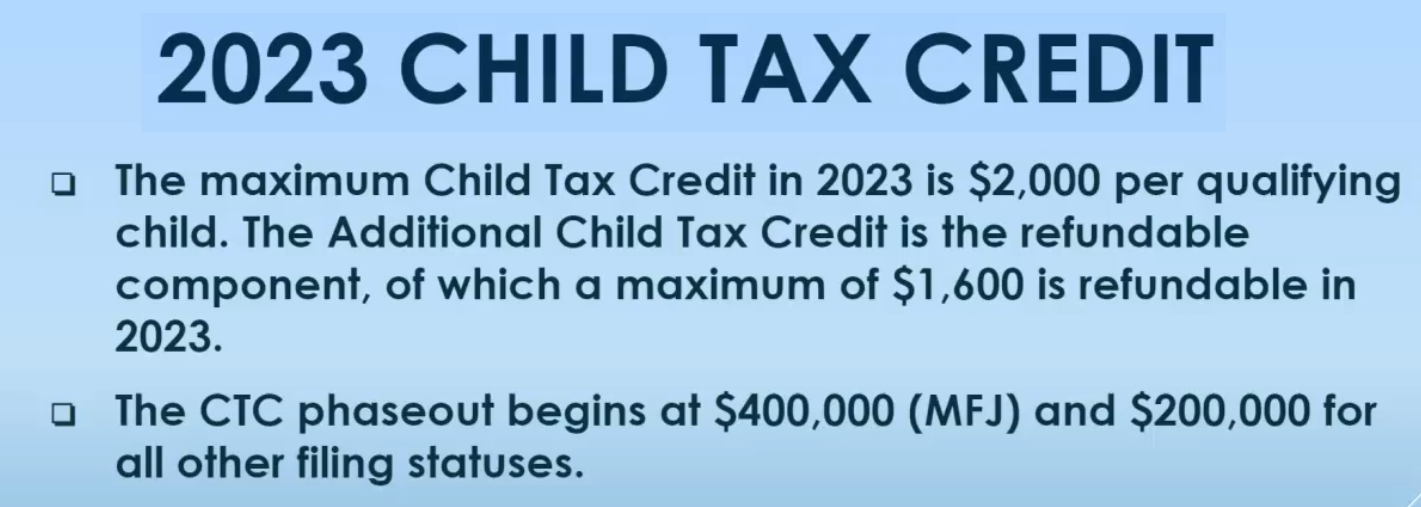 2023 CHILD TAX CREDIT
❑ The maximum Child Tax Credit in 2023 is $2,000 per qualifying
child. The Additional Child Tax Credit is the refundable
component, of which a maximum of $1,600 is refundable in
2023.
❑ The CTC phaseout begins at $400,000 (MFJ) and $200,000 for
all other filing statuses.